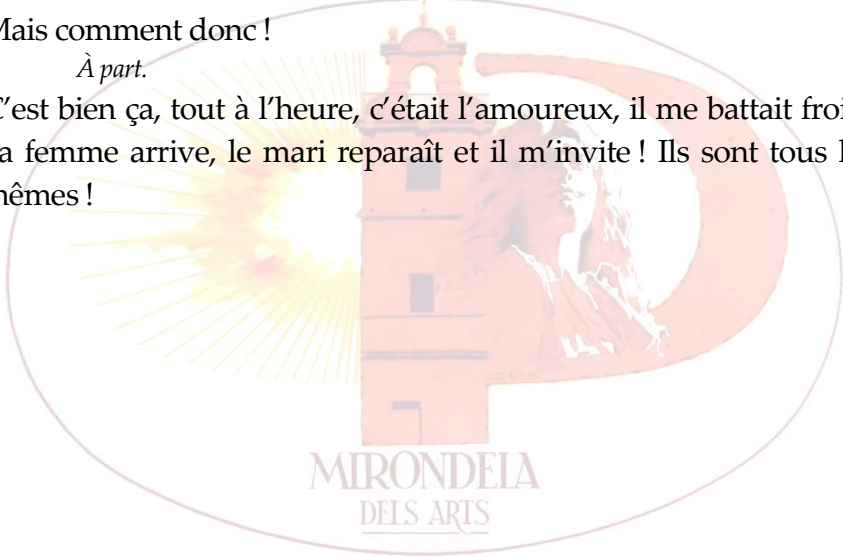 Mais comment donc !
À part.
C'est bien ça, tout à l'heure, c'était l'amoureux, il me battait froi
a femme arrive, le mari reparaît et il m'invite ! Ils sont tous l
mêmes !
MIRONDELA
DELS ARTS